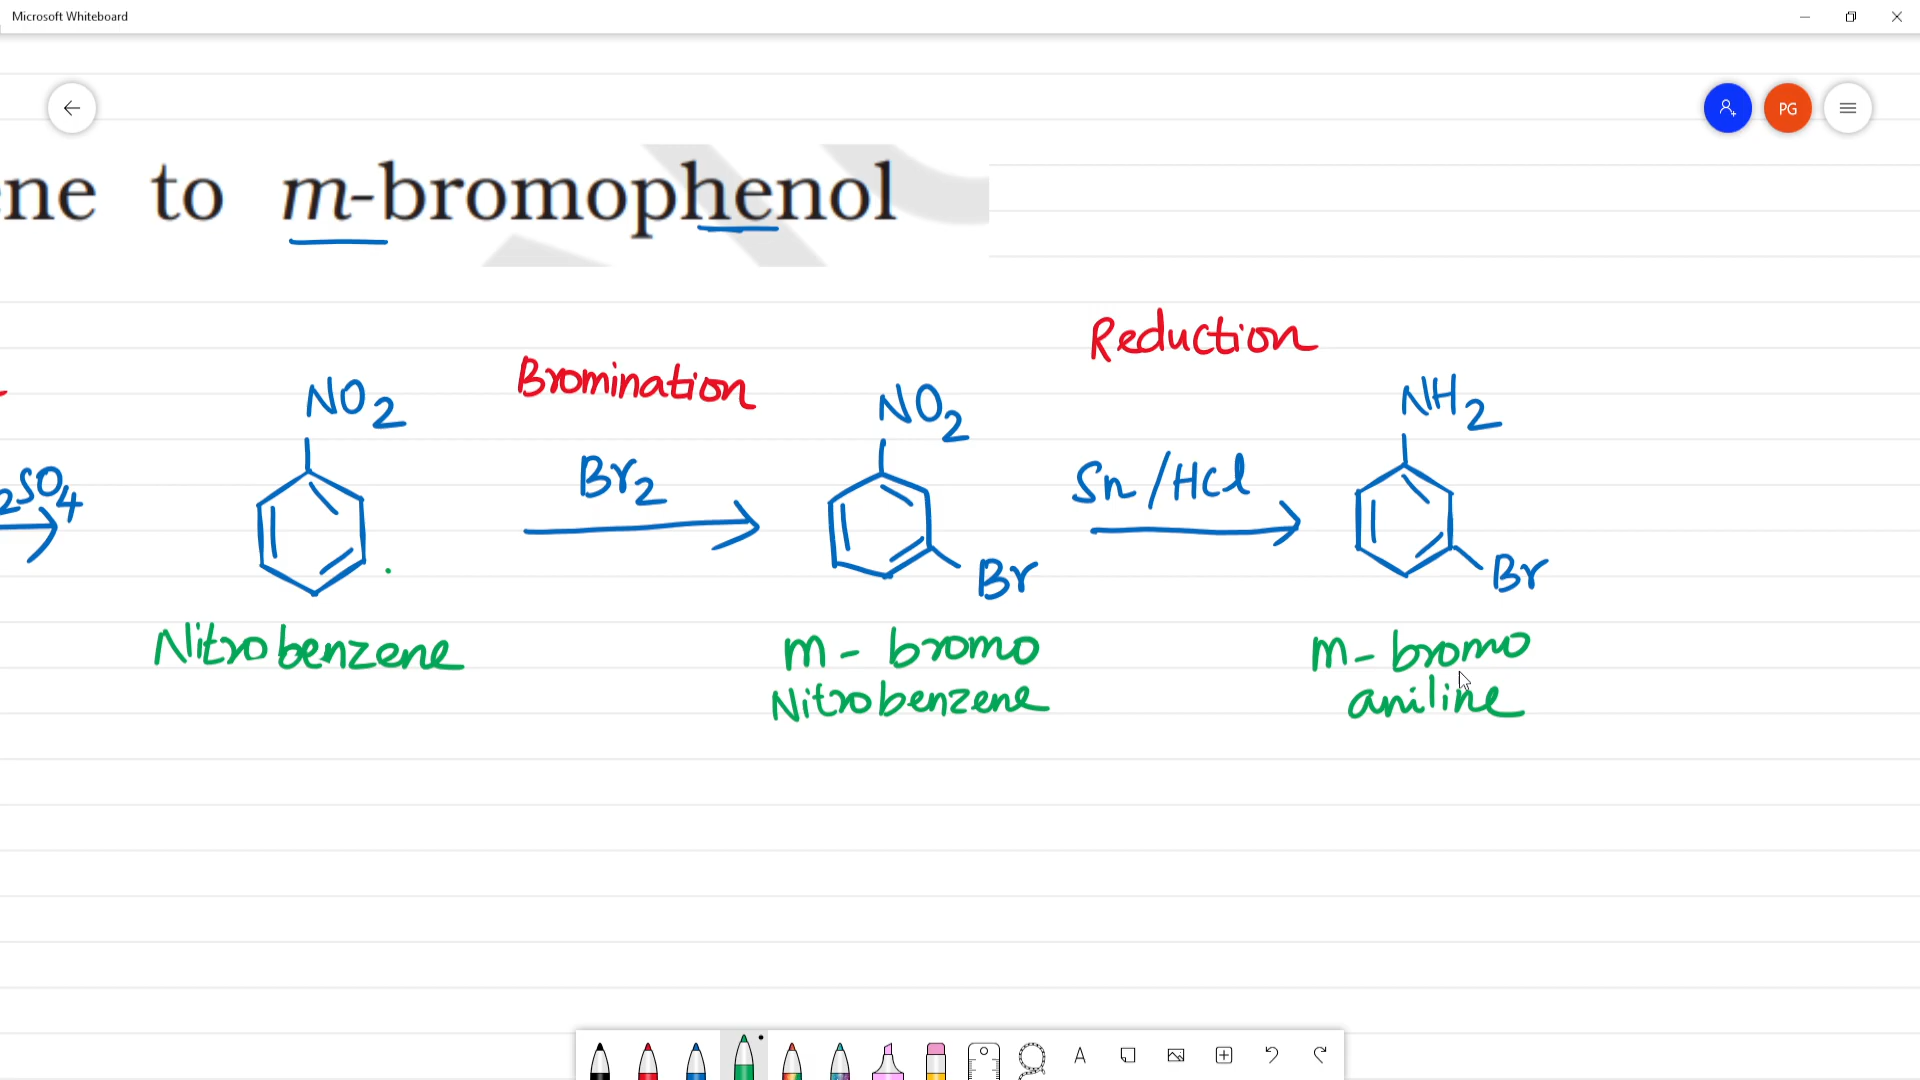 Microsoft Whiteboard
PG
ne to m-bromophenol
Reduction
Bromination
NO2
NO2
NH2
2SO4
Br2
Sn/HCl
Br
Br
Nitrobenzene
m- bromo
Nitrobenzene
m-bromo
aniline
A